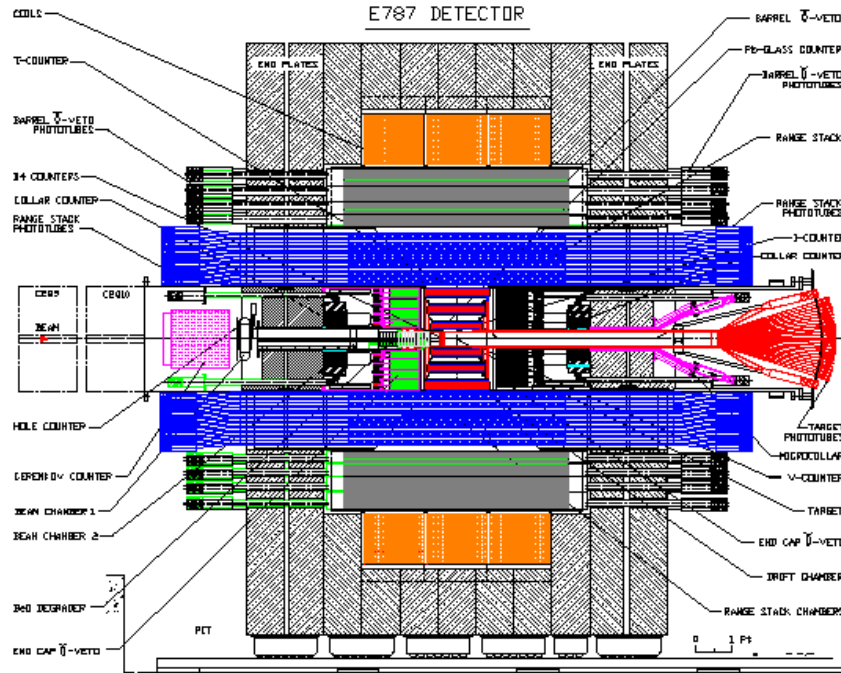 E787 DETECTOR
COILS
T-COUNTER
BARREL γ̄-VETO
PHOTOTUBES
I4 COUNTERS
COLLAR COUNTER
RANGE STACK
PHOTOTUBES
END PLATES
END PLATES
BARREL γ̄-VETO
Pb-GLASS COUNTER
BARREL γ̄-VETO
PHOTOTUBES
RANGE STACK
RANGE STACK
PHOTOTUBES
I-COUNTER
COLLAR COUNTER
BEAM
HOLE COUNTER
CERENKOV COUNTER
BEAM CHAMBER 1
BEAM CHAMBER 2
BeO DEGRADER
END CAP γ̄-VETO
PIT
TARGET
PHOTOTUBES
MICROCOLLAR
V-COUNTER
TARGET
END CAP γ̄-VETO
DRIFT CHAMBER
RANGE STACK CHAMBERS
0 1 Ft